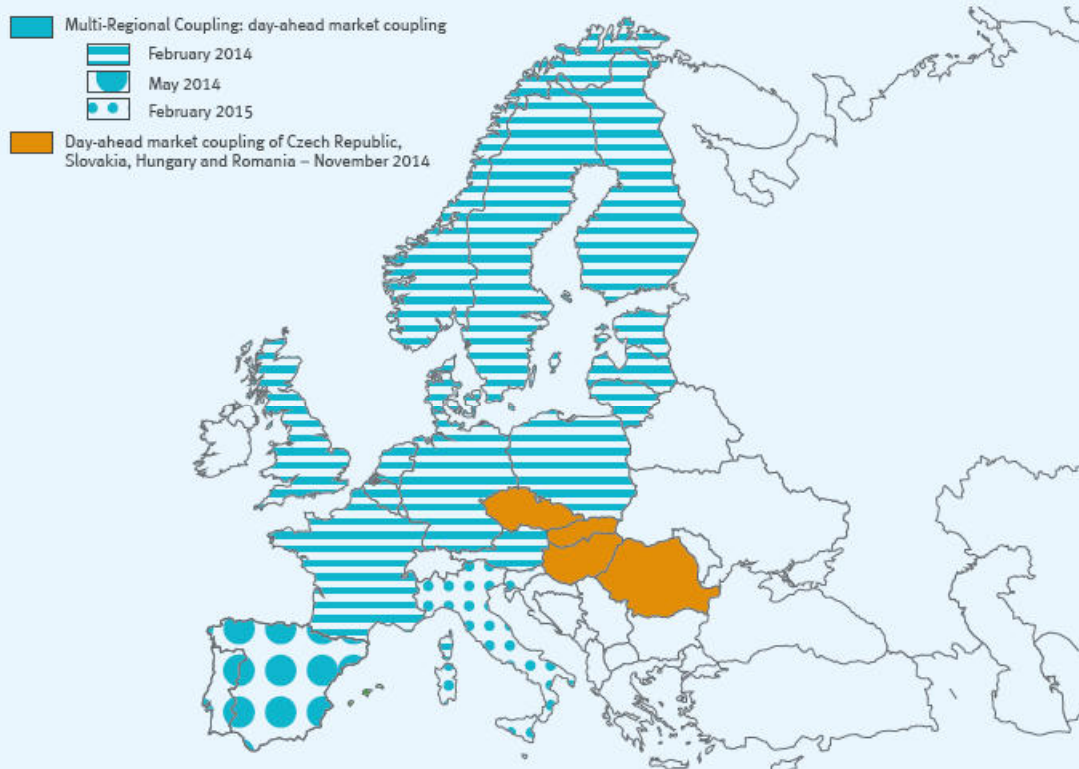 Multi-Regional Coupling: day-ahead market coupling
February 2014
May 2014
February 2015
Day-ahead market coupling of Czech Republic,
Slovakia, Hungary and Romania – November 2014